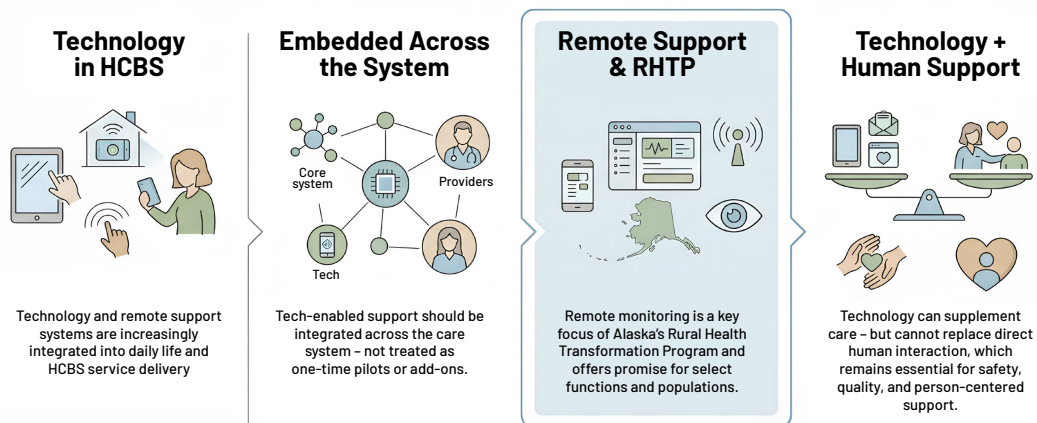 Technology
in HCBS
Technology and remote support
systems are increasingly
integrated into daily life and
HCBS service delivery
Embedded Across
the System
Core
system
Providers
Tech
Tech-enabled support should be
integrated across the care
system – not treated as
one-time pilots or add-ons.
Remote Support
& RHTP
Remote monitoring is a key
focus of Alaska's Rural Health
Transformation Program and
offers promise for select
functions and populations.
Technology +
Human Support
Technology can supplement
care – but cannot replace direct
human interaction, which
remains essential for safety,
quality, and person-centered
support.